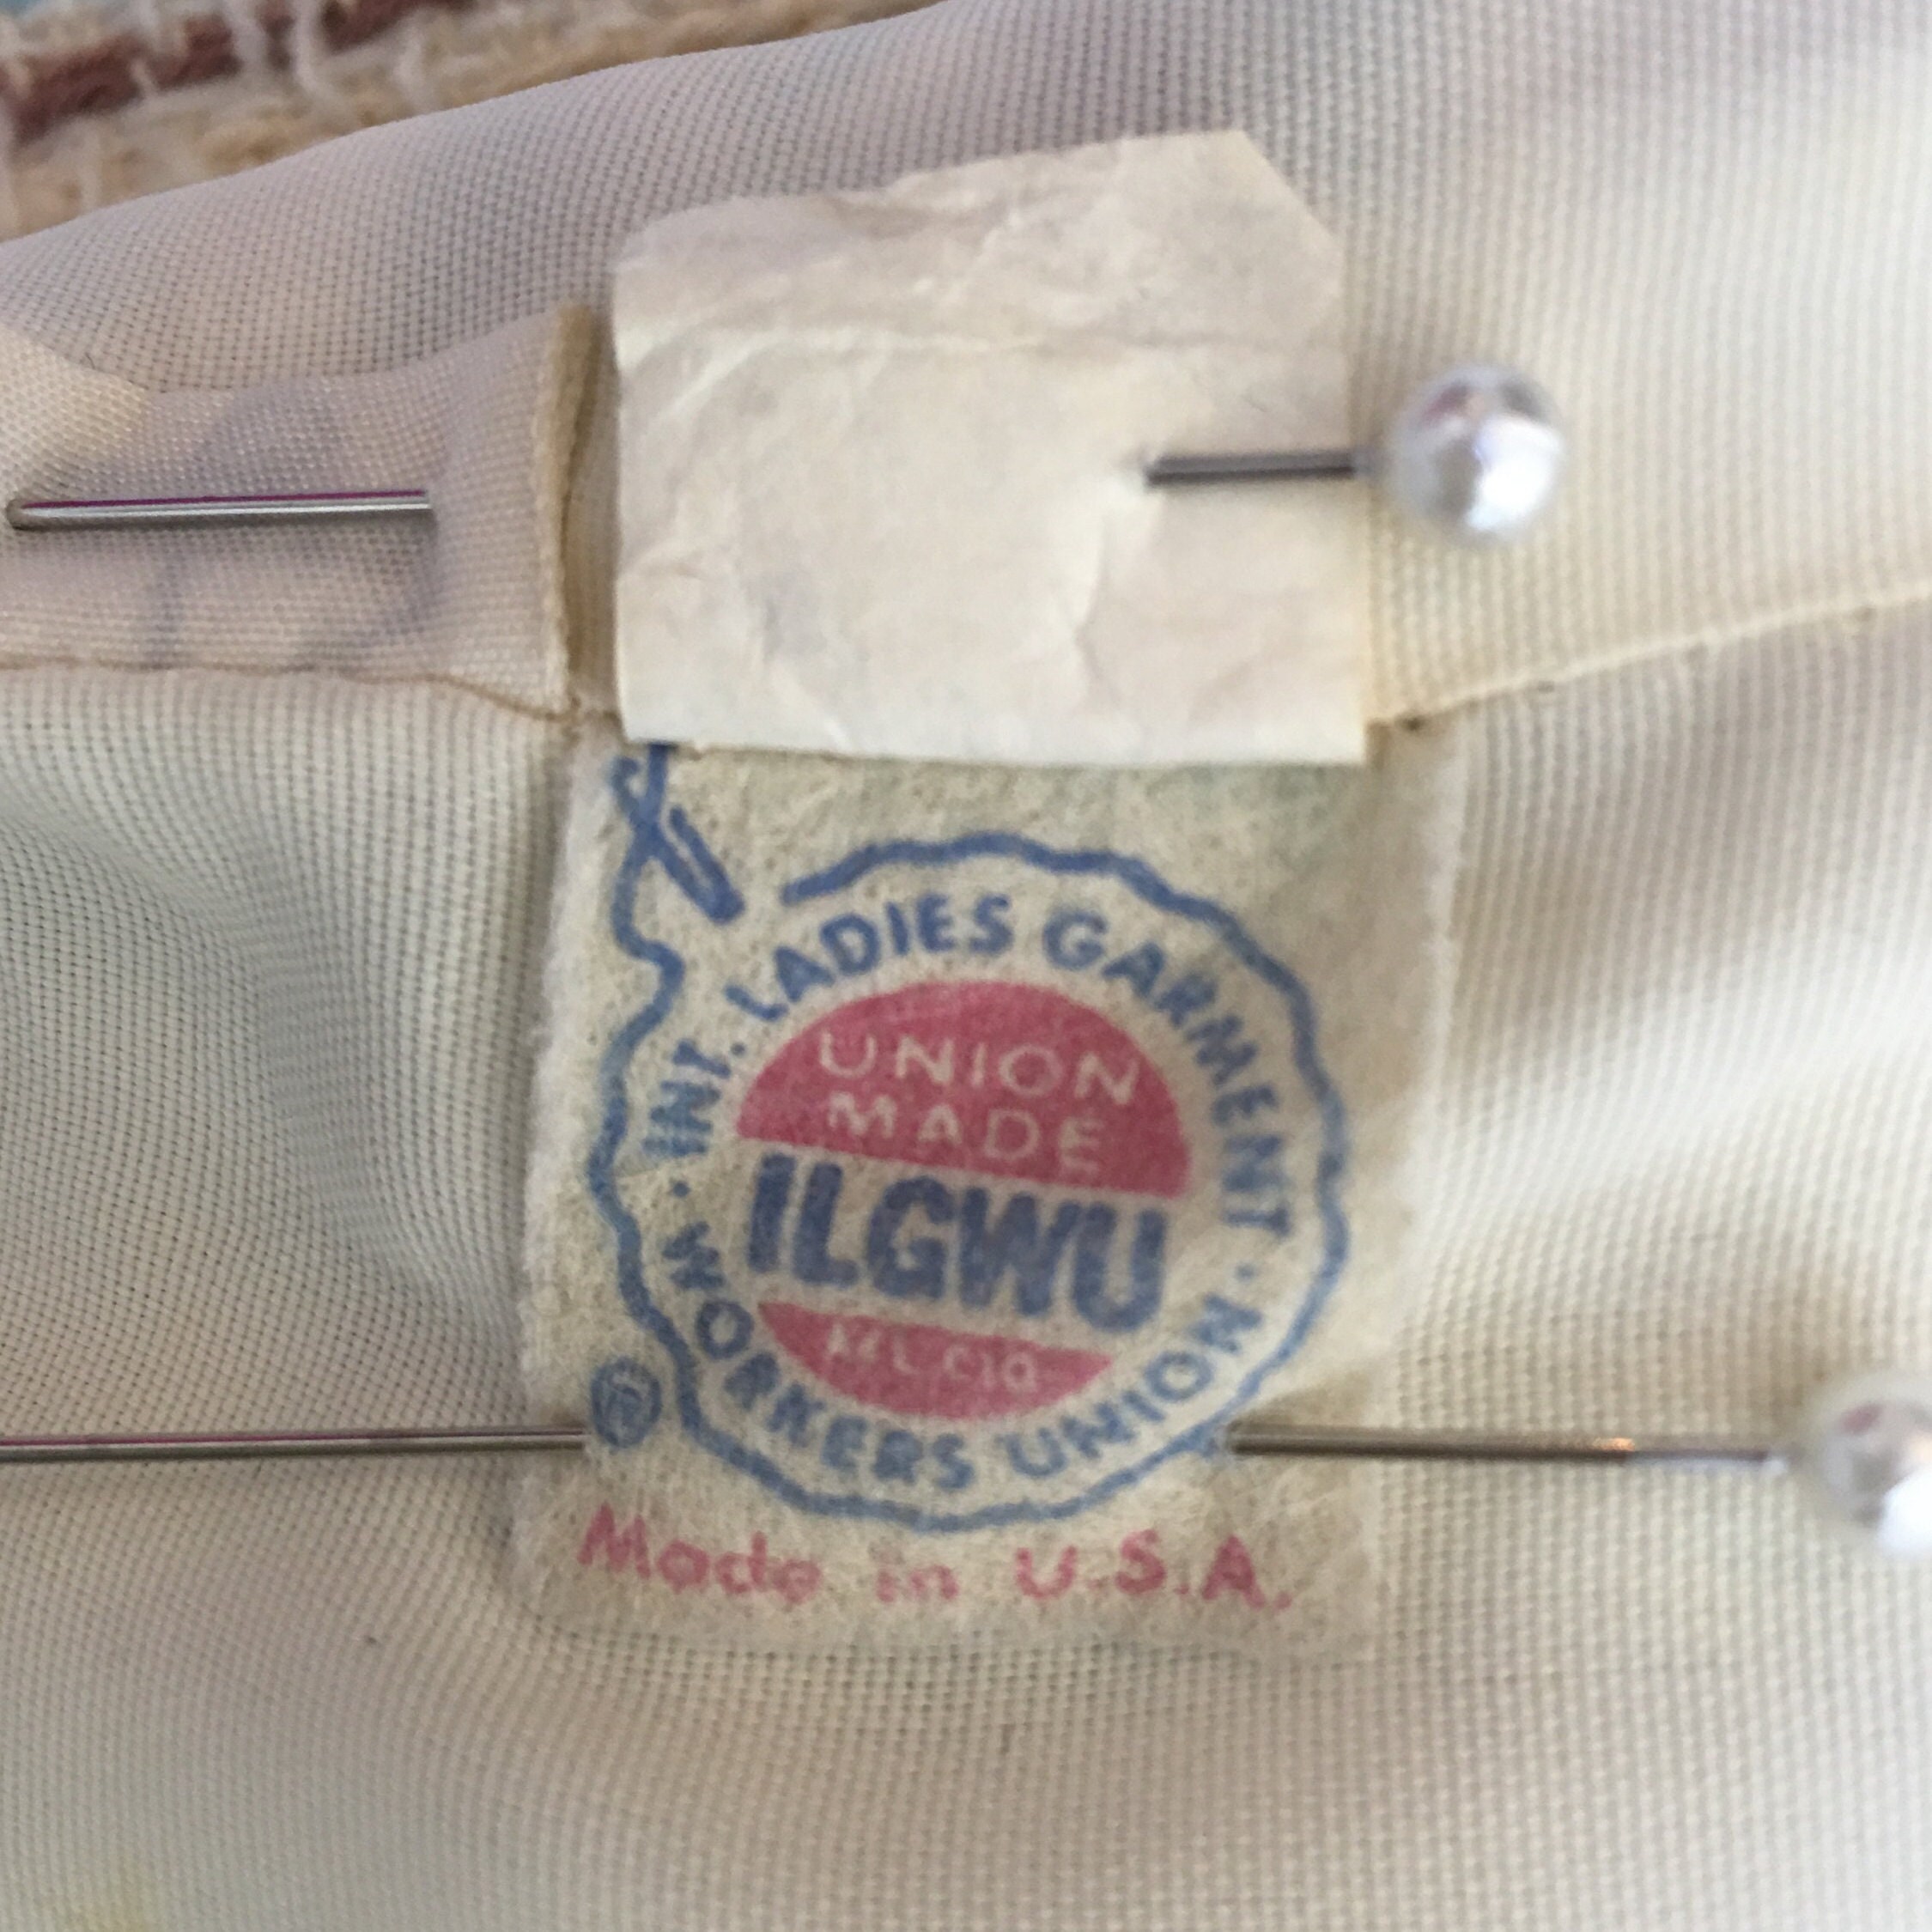 · INT. LADIES GARMENT · WORKERS UNION
UNION
MADE
ILGWU
AFL CIO
®
Made in U.S.A.